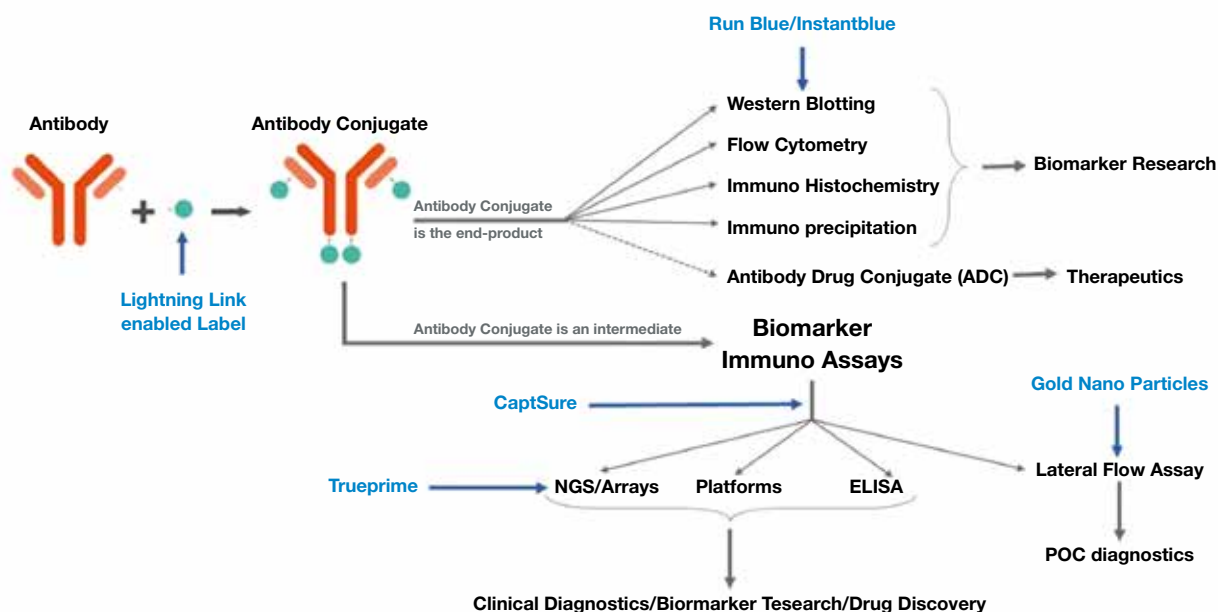 Run Blue/Instantblue
Antibody
Antibody Conjugate
Western Blotting
Flow Cytometry
Immuno Histochemistry
Immuno precipitation
Biomarker Research
Antibody Conjugate
is the end-product
Antibody Drug Conjugate (ADC)
Therapeutics
Lightning Link
enabled Label
Antibody Conjugate is an intermediate
Biomarker
Immuno Assays
CaptSure
Gold Nano Particles
Trueprime
NGS/Arrays
Platforms
ELISA
Lateral Flow Assay
POC diagnostics
Clinical Diagnostics/Biormarker Tesearch/Drug Discovery